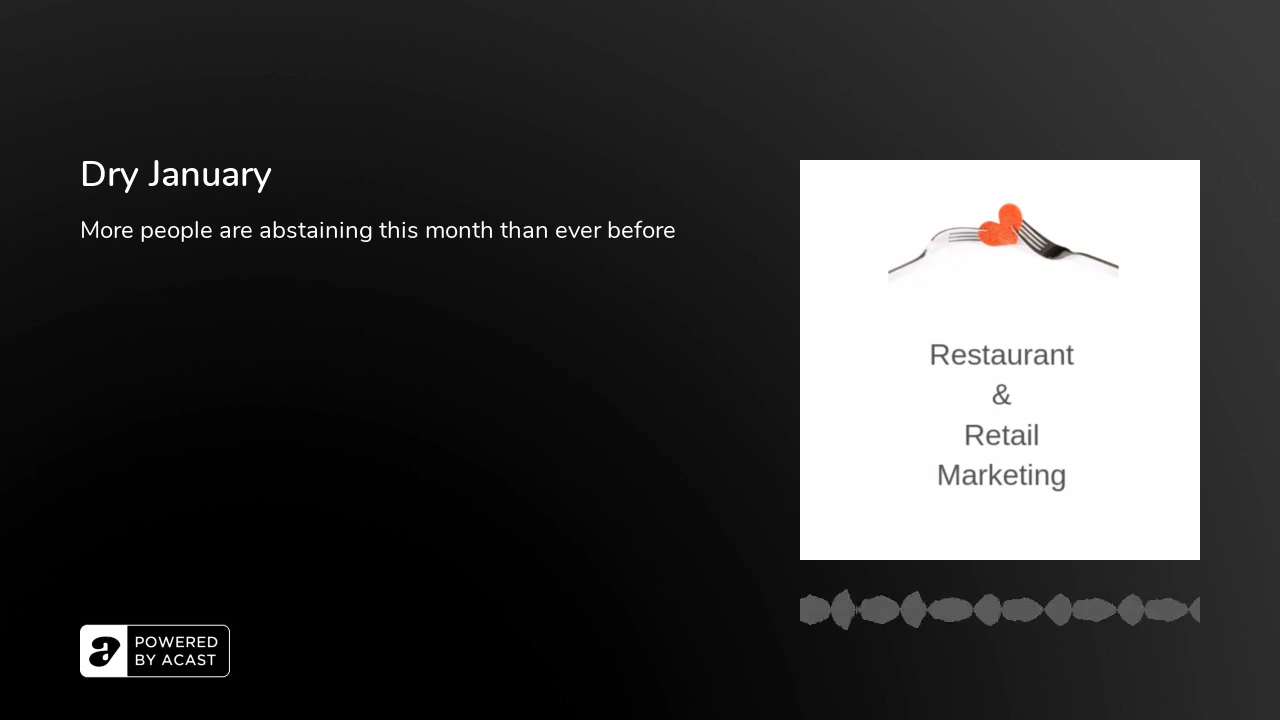 Dry January
More people are abstaining this month than ever before
Restaurant
&
Retail
Marketing
a
POWERED
BY ACAST